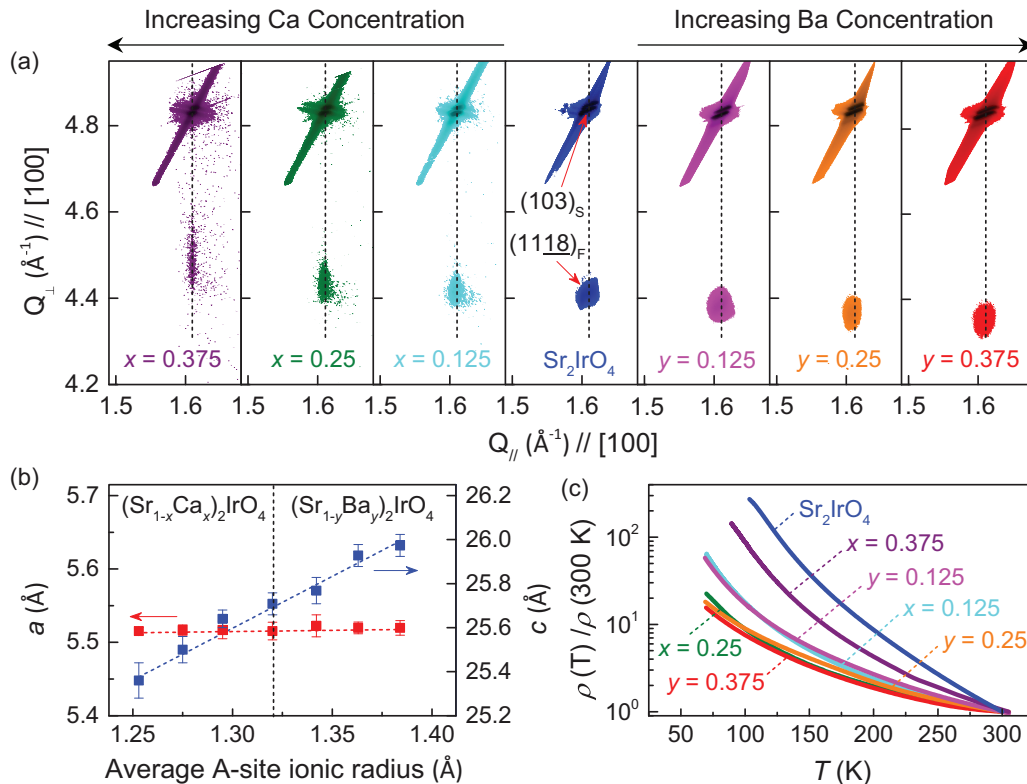 Increasing Ca Concentration
Increasing Ba Concentration
(a)
Q⊥ (Å⁻¹) // [100]
4.8
4.6
4.4
4.2
(103)S
(1118)F
x = 0.375
x = 0.25
x = 0.125
Sr₂IrO₄
y = 0.125
y = 0.25
y = 0.375
1.5 1.6 1.5 1.6 1.5 1.6 1.5 1.6 1.5 1.6 1.5 1.6 1.5 1.6
Q// (Å⁻¹) // [100]
(b)
(Sr₁₋ₓCaₓ)₂IrO₄
(Sr1-yBay)₂IrO₄
a (Å)
5.7
5.6
5.5
5.4
26.2
26.0
25.8
25.6
25.4
25.2
c (Å)
1.25 1.30 1.35 1.40
Average A-site ionic radius (Å)
(c)
ρ (T) /ρ (300 K)
10²
10¹
10⁰
Sr₂IrO₄
x = 0.375
y = 0.125
x = 0.125
y = 0.25
x = 0.25
y = 0.375
50 100 150 200 250 300
T (K)